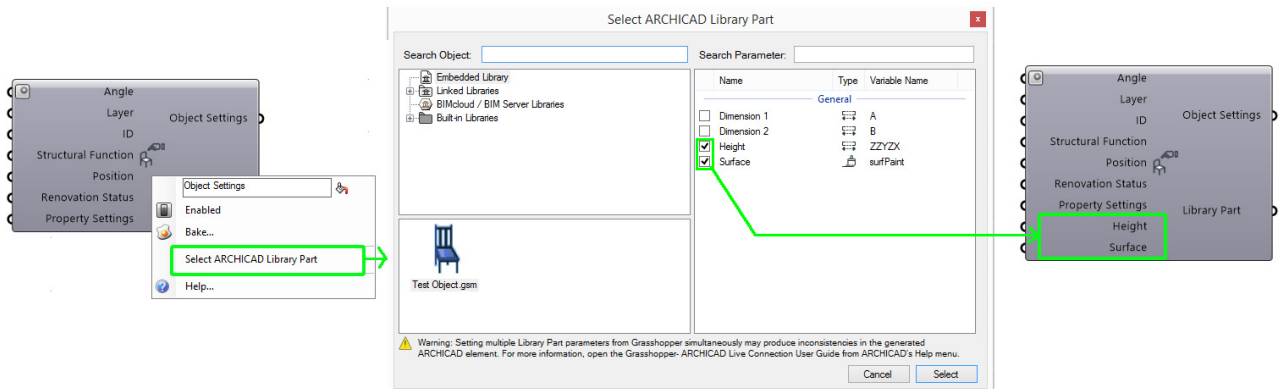 Angle
Layer
ID
Structural Function
Position
Renovation Status
Property Settings
Object Settings
Object Settings
Enabled
Bake...
Select ARCHICAD Library Part
Help...
Select ARCHICAD Library Part
x
Search Object:
Search Parameter:
Embedded Library
Linked Libraries
BIMcloud / BIM Server Libraries
Built-in Libraries
Test Object.gsm
Name Type Variable Name
General
Dimension 1 A
Dimension 2 B
Height ZZYZX
Surface surfPaint
Warning: Setting multiple Library Part parameters from Grasshopper simultaneously may produce inconsistencies in the generated
ARCHICAD element. For more information, open the Grasshopper- ARCHICAD Live Connection User Guide from ARCHICAD's Help menu.
Cancel Select
Angle
Layer
ID
Structural Function
Position
Renovation Status
Property Settings
Height
Surface
Object Settings
Library Part